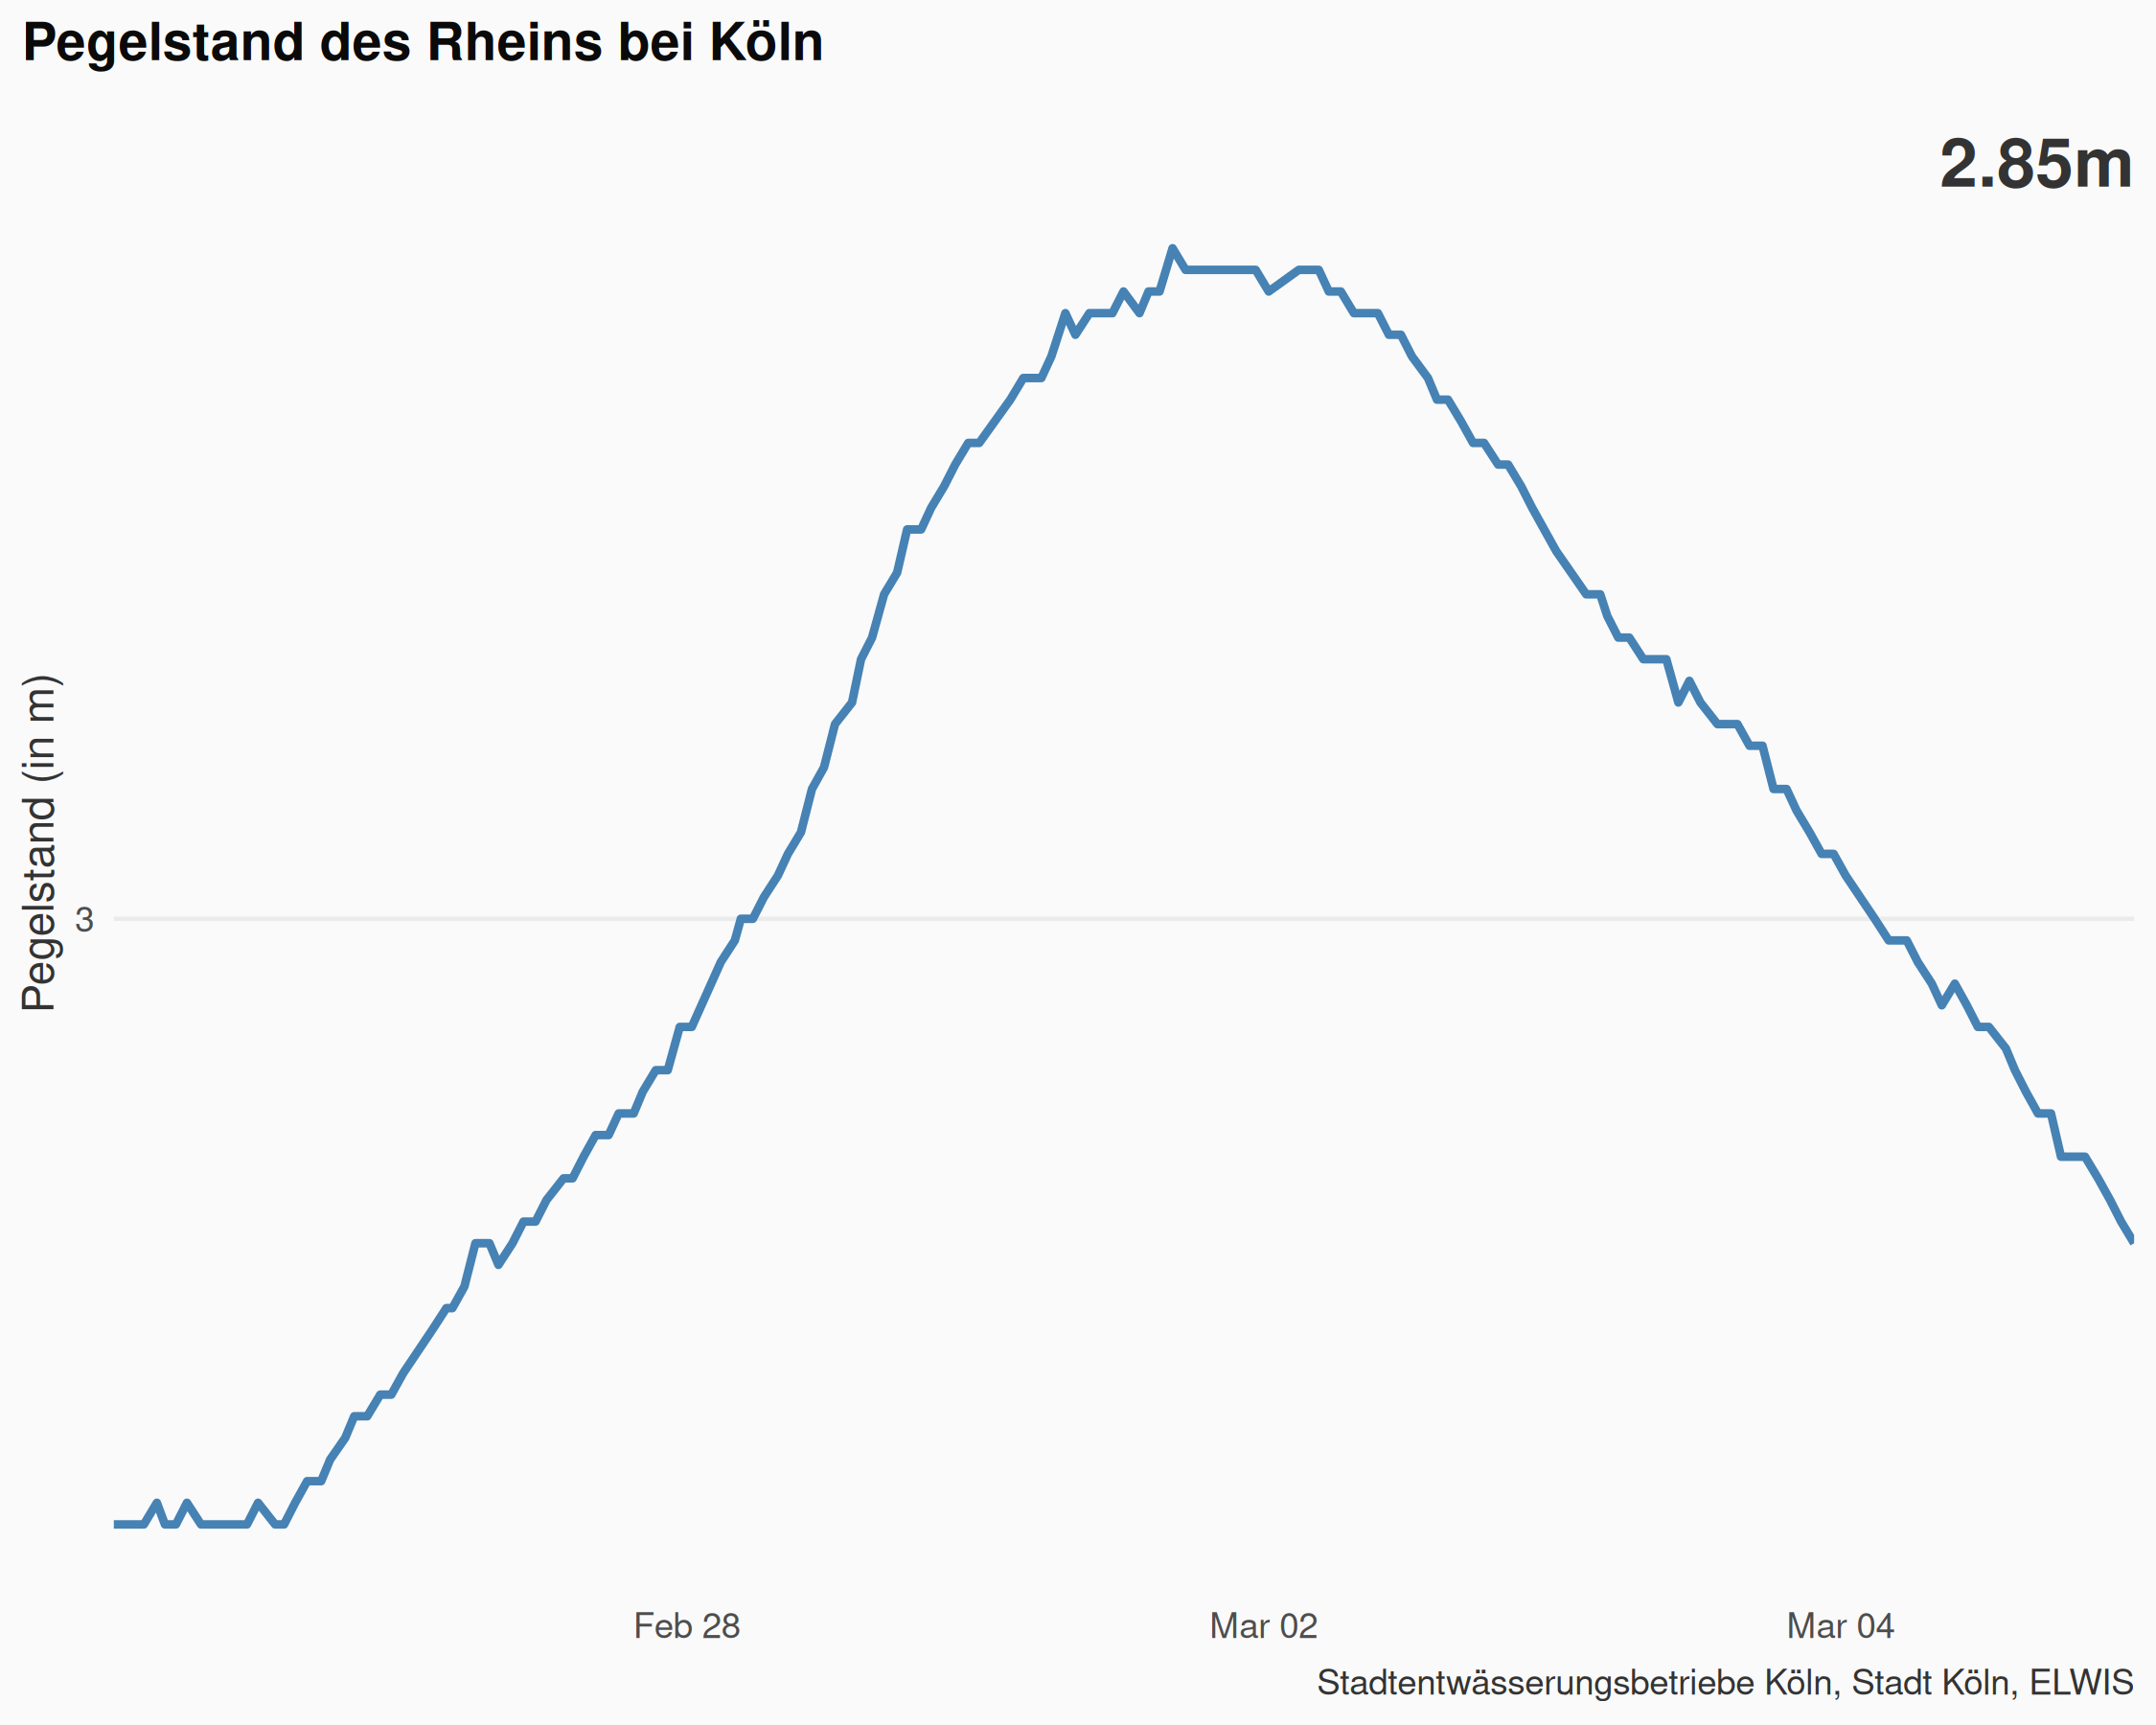 Pegelstand des Rheins bei Köln
2.85m
Pegelstand (in m)
3
Feb 28
Mar 02
Mar 04
Stadtentwässerungsbetriebe Köln, Stadt Köln, ELWIS